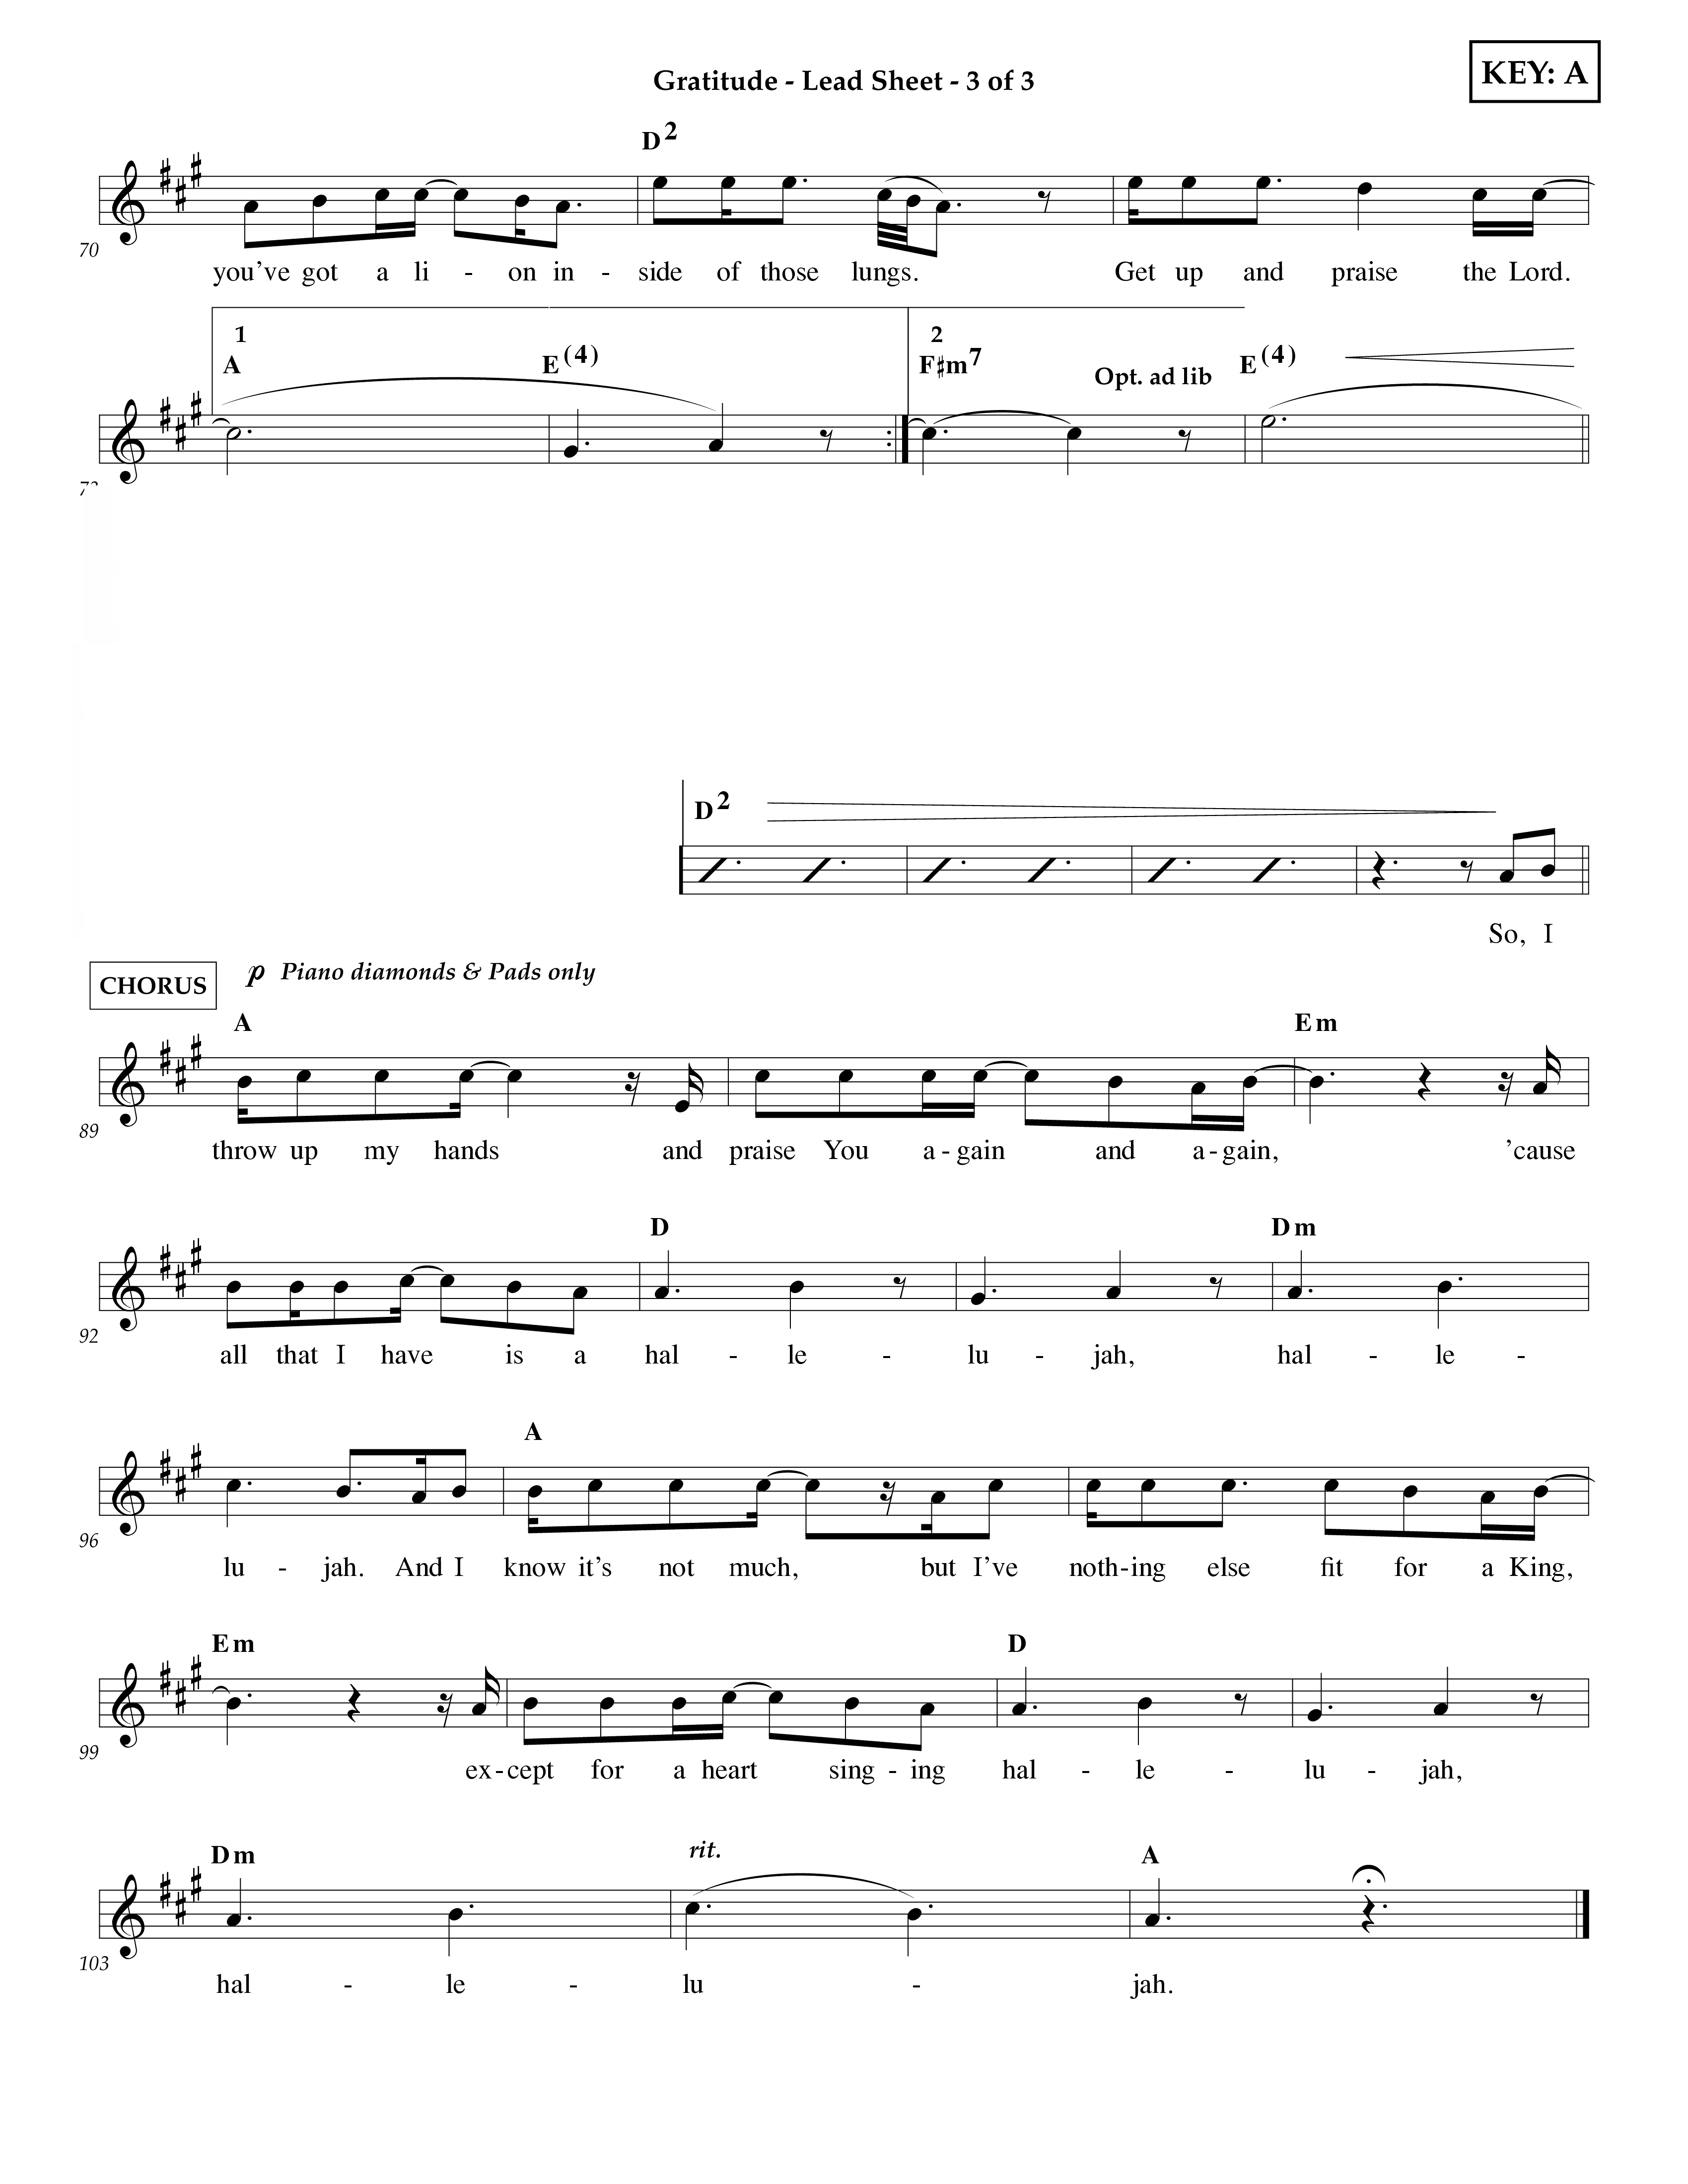 Gratitude - Lead Sheet - 3 of 3
KEY: A
D2
70
you've got a li - on in - side of those lungs. Get up and praise the Lord.
1 2
A E(4) F#m7 Opt. ad lib E(4)
D2
So, I
CHORUS p Piano diamonds & Pads only
A Em
89
throw up my hands and praise You a - gain and a - gain, 'cause
D Dm
92
all that I have is a hal - le - lu - jah, hal - le -
A
96
lu - jah. And I know it's not much, but I've noth - ing else fit for a King,
Em D
99
ex - cept for a heart sing - ing hal - le - lu - jah,
Dm rit. A
103
hal - le - lu - jah.